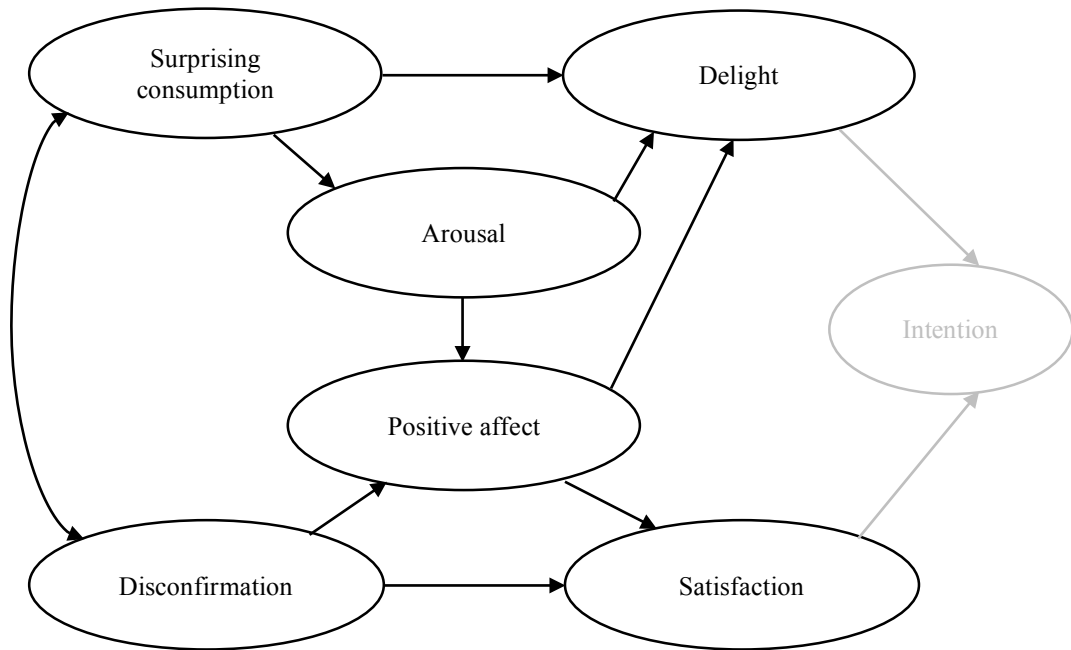 Surprising
consumption
Delight
Arousal
Intention
Positive affect
Disconfirmation
Satisfaction